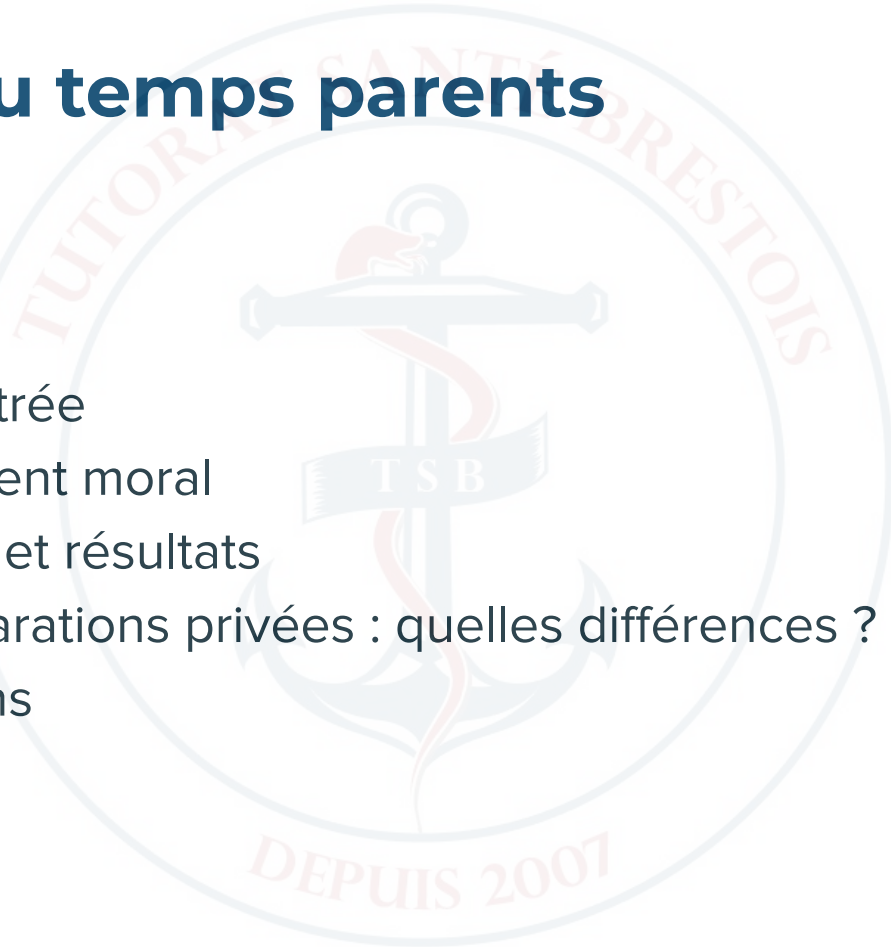 u temps parents
TUTORAT SANTÉ BRESTOIS
trée
ent moral
TSB
et résultats
arations privées : quelles différences ?
ns
DEPUIS 2007